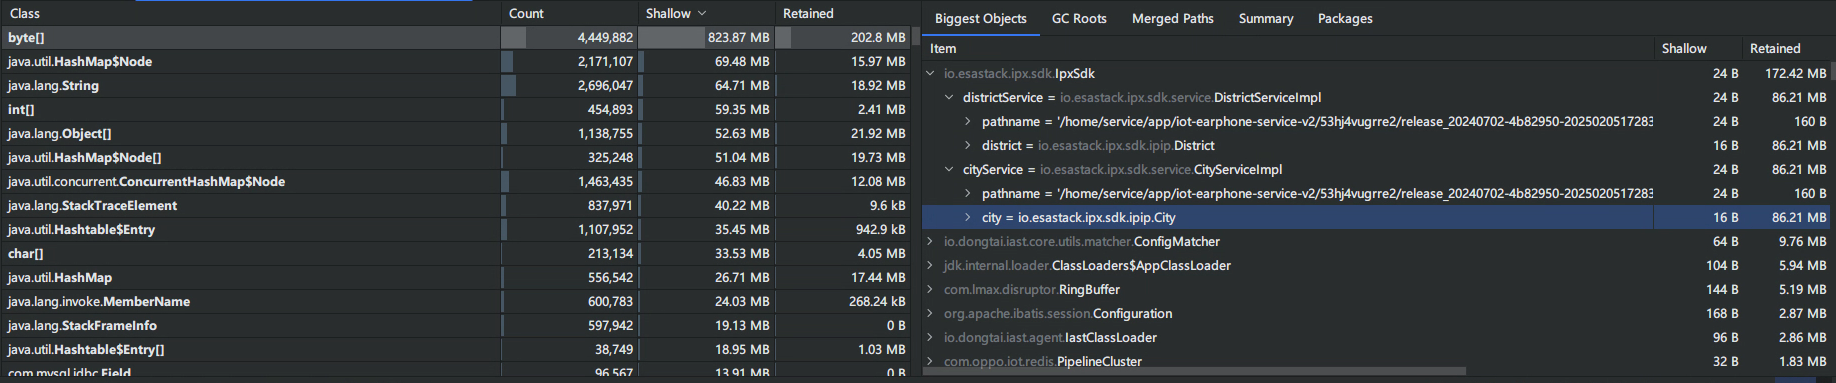 Class Count Shallow Retained
byte[] 4,449,882 823.87 MB 202.8 MB
java.util.HashMap$Node 2,171,107 69.48 MB 15.97 MB
java.lang.String 2,696,047 64.71 MB 18.92 MB
int[] 454,893 59.35 MB 2.41 MB
java.lang.Object[] 1,138,755 52.63 MB 21.92 MB
java.util.HashMap$Node[] 325,248 51.04 MB 19.73 MB
java.util.concurrent.ConcurrentHashMap$Node 1,463,435 46.83 MB 12.08 MB
java.lang.StackTraceElement 837,971 40.22 MB 9.6 kB
java.util.Hashtable$Entry 1,107,952 35.45 MB 942.9 kB
char[] 213,134 33.53 MB 4.05 MB
java.util.HashMap 556,542 26.71 MB 17.44 MB
java.lang.invoke.MemberName 600,783 24.03 MB 268.24 kB
java.lang.StackFrameInfo 597,942 19.13 MB 0 B
java.util.Hashtable$Entry[] 38,749 18.95 MB 1.03 MB
com.mysql.jdbc.Field 96,567 13.91 MB 0 B
Biggest Objects GC Roots Merged Paths Summary Packages
Item Shallow Retained
io.esastack.ipx.sdk.IpxSdk 24 B 172.42 MB
districtService = io.esastack.ipx.sdk.service.DistrictServiceImpl 24 B 86.21 MB
pathname = '/home/service/app/iot-earphone-service-v2/53hj4vugrre2/release_20240702-4b82950-2025020517283 24 B 160 B
district = io.esastack.ipx.sdk.ipip.District 16 B 86.21 MB
cityService = io.esastack.ipx.sdk.service.CityServiceImpl 24 B 86.21 MB
pathname = '/home/service/app/iot-earphone-service-v2/53hj4vugrre2/release_20240702-4b82950-2025020517283 24 B 160 B
city = io.esastack.ipx.sdk.ipip.City 16 B 86.21 MB
io.dongtai.iast.core.utils.matcher.ConfigMatcher 64 B 9.76 MB
jdk.internal.loader.ClassLoaders$AppClassLoader 104 B 5.94 MB
com.lmax.disruptor.RingBuffer 144 B 5.19 MB
org.apache.ibatis.session.Configuration 168 B 2.87 MB
io.dongtai.iast.agent.IastClassLoader 96 B 2.86 MB
com.oppo.iot.redis.PipelineCluster 32 B 1.83 MB